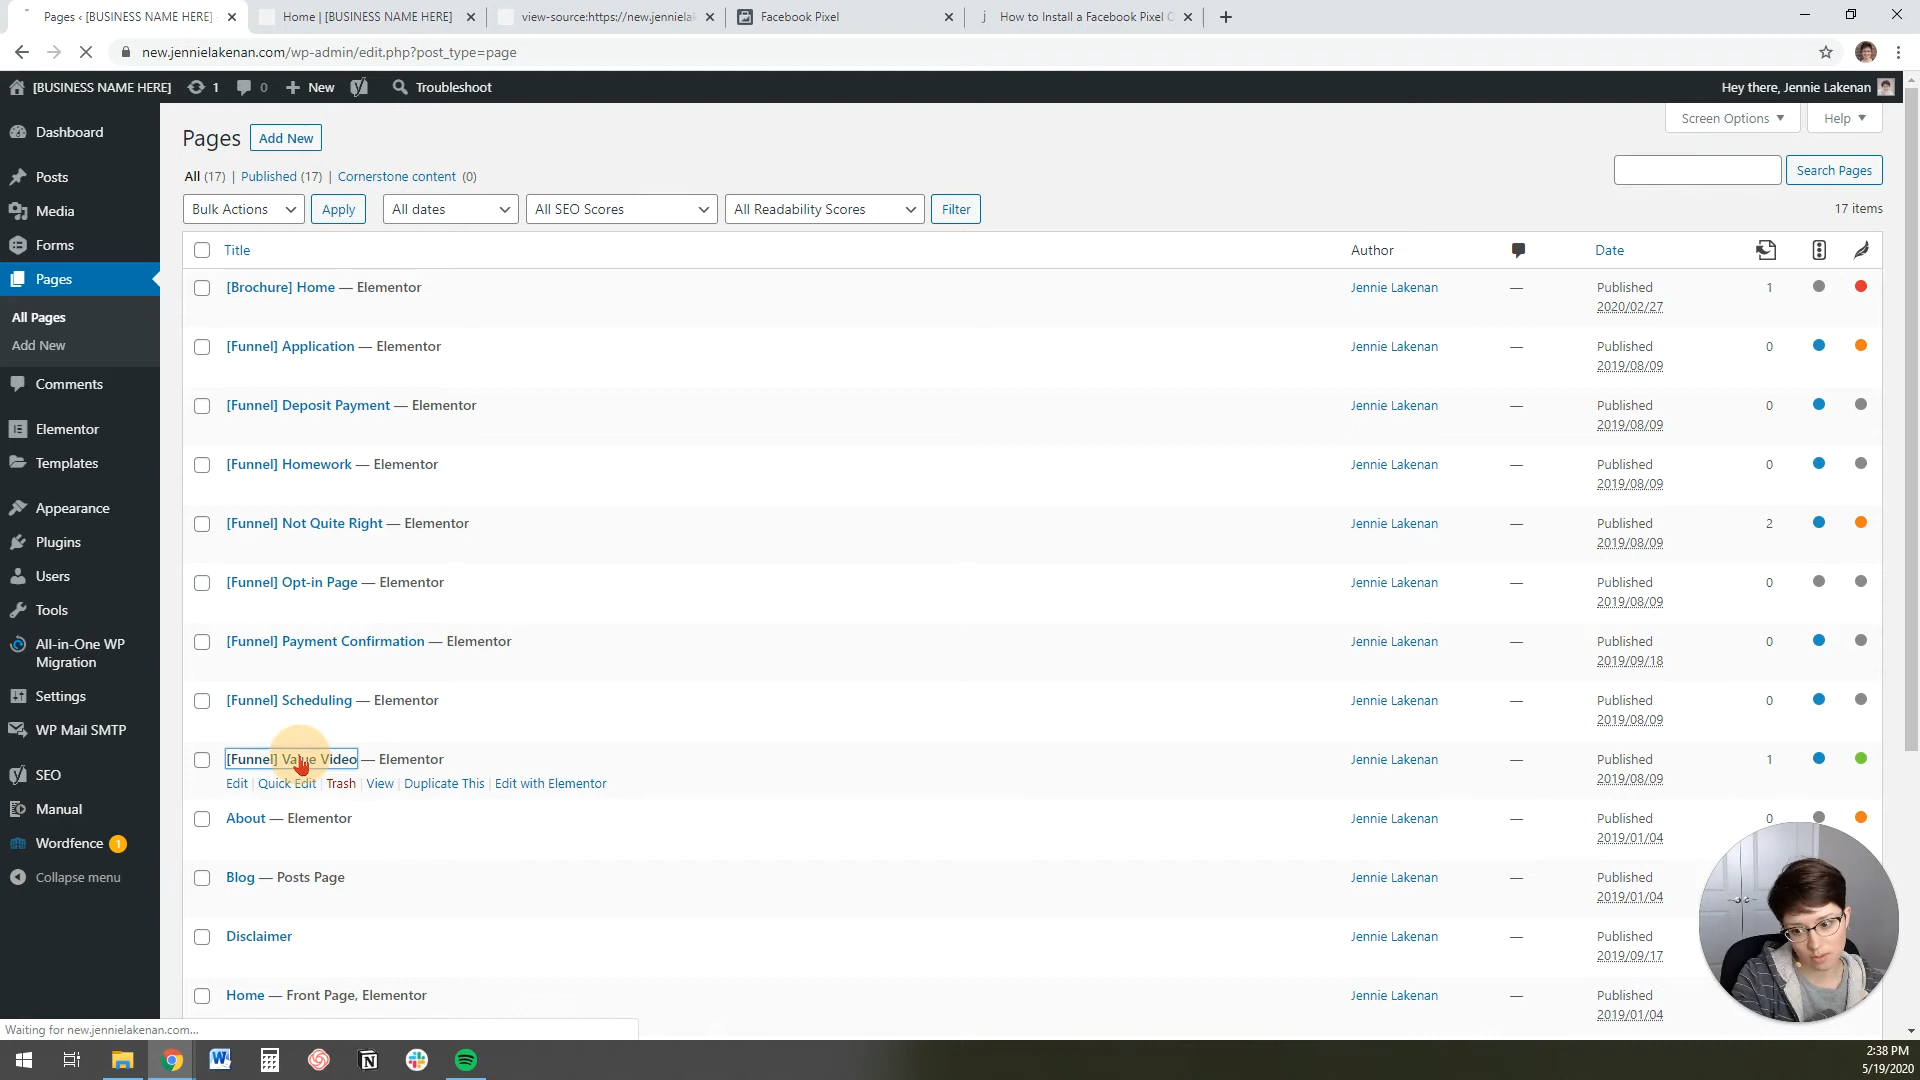 Pages ‹ [BUSINESS NAME HERE]
Home | [BUSINESS NAME HERE]
view-source:https://new.jennielak
Facebook Pixel
How to Install a Facebook Pixel C
new.jennielakenan.com/wp-admin/edit.php?post_type=page
[BUSINESS NAME HERE] 1 0 New Troubleshoot
Hey there, Jennie Lakenan
Dashboard
Posts
Media
Forms
Pages
All Pages
Add New
Comments
Elementor
Templates
Appearance
Plugins
Users
Tools
All-in-One WP
Migration
Settings
WP Mail SMTP
SEO
Manual
Wordfence 1
Collapse menu
Pages Add New
Screen Options Help
All (17) | Published (17) | Cornerstone content (0)
Search Pages
Bulk Actions Apply All dates All SEO Scores All Readability Scores Filter
17 items
Title Author Date
[Brochure] Home — Elementor Jennie Lakenan — Published 1
2020/02/27
[Funnel] Application — Elementor Jennie Lakenan — Published 0
2019/08/09
[Funnel] Deposit Payment — Elementor Jennie Lakenan — Published 0
2019/08/09
[Funnel] Homework — Elementor Jennie Lakenan — Published 0
2019/08/09
[Funnel] Not Quite Right — Elementor Jennie Lakenan — Published 2
2019/08/09
[Funnel] Opt-in Page — Elementor Jennie Lakenan — Published 0
2019/08/09
[Funnel] Payment Confirmation — Elementor Jennie Lakenan — Published 0
2019/09/18
[Funnel] Scheduling — Elementor Jennie Lakenan — Published 0
2019/08/09
[Funnel] Value Video — Elementor Jennie Lakenan — Published 1
2019/08/09
Edit | Quick Edit | Trash | View | Duplicate This | Edit with Elementor
About — Elementor Jennie Lakenan — Published 0
2019/01/04
Blog — Posts Page Jennie Lakenan — Published
2019/01/04
Disclaimer Jennie Lakenan — Published
2019/09/17
Home — Front Page, Elementor Jennie Lakenan — Published
2019/01/04
Waiting for new.jennielakenan.com...
2:38 PM
5/19/2020